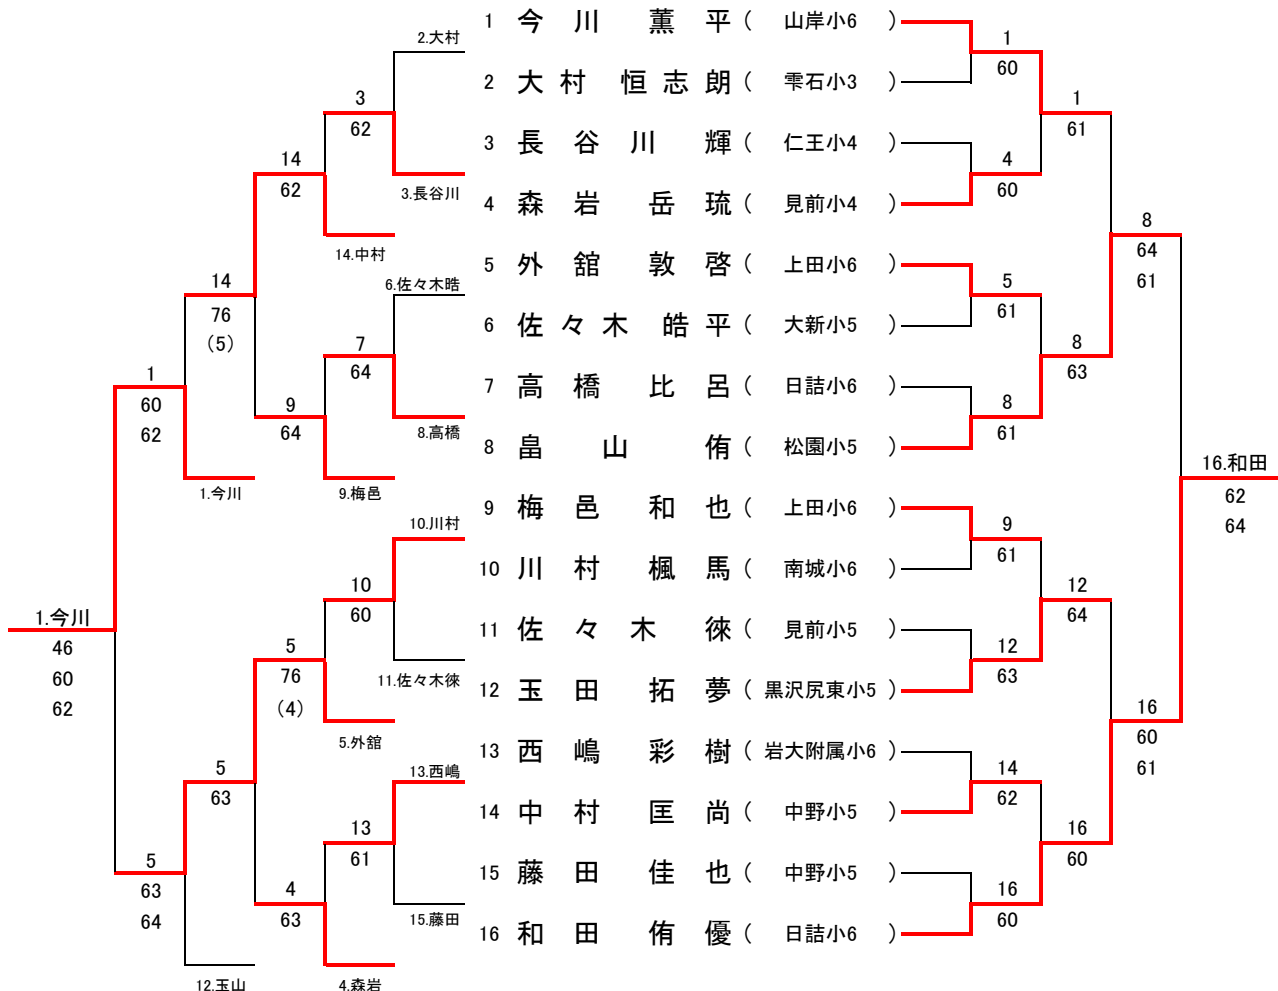 1 今川 薫平 ( 山岸小6 )
2 大村 恒志朗 ( 雫石小3 )
3 長谷川 輝 ( 仁王小4 )
4 森岩 岳琉 ( 見前小4 )
5 外舘 敦啓 ( 上田小6 )
6 佐々木 皓平 ( 大新小5 )
7 高橋 比呂 ( 日詰小6 )
8 畠山 侑 ( 松園小5 )
9 梅邑 和也 ( 上田小6 )
10 川村 楓馬 ( 南城小6 )
11 佐々木 徠 ( 見前小5 )
12 玉田 拓夢 ( 黒沢尻東小5 )
13 西嶋 彩樹 ( 岩大附属小6 )
14 中村 匡尚 ( 中野小5 )
15 藤田 佳也 ( 中野小5 )
16 和田 侑優 ( 日詰小6 )
2.大村
3
62
3.長谷川
14
62
14.中村
14
76
(5)
6.佐々木晧
7
64
8.高橋
9
64
9.梅邑
1
60
62
1.今川
1.今川
46
60
62
10.川村
10
60
11.佐々木徠
5
76
(4)
5.外舘
5
63
13.西嶋
13
61
15.藤田
4
63
4.森岩
5
63
64
12.玉山
1
60
4
60
1
61
5
61
8
61
8
63
8
64
61
9
61
12
63
12
64
14
62
16
60
16
60
16
60
61
16.和田
62
64